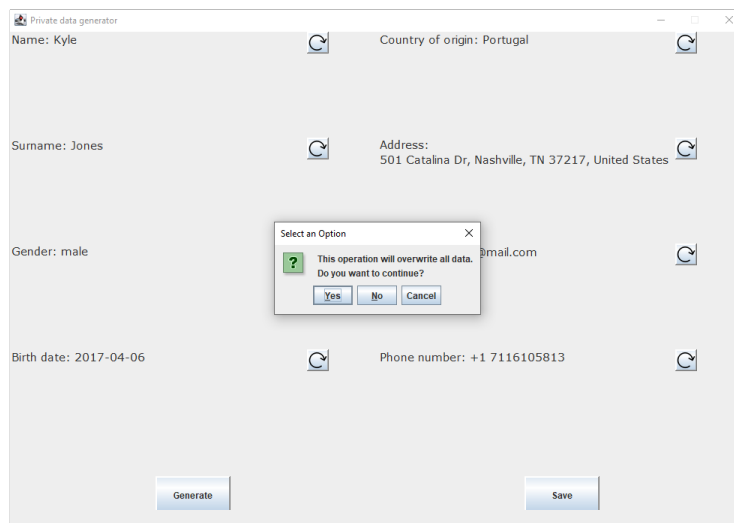 Private data generator
Name: Kyle
Country of origin: Portugal
Surname: Jones
Address:
501 Catalina Dr, Nashville, TN 37217, United States
Gender: male
@mail.com
Select an Option
This operation will overwrite all data.
Do you want to continue?
Yes
No
Cancel
Birth date: 2017-04-06
Phone number: +1 7116105813
Generate
Save